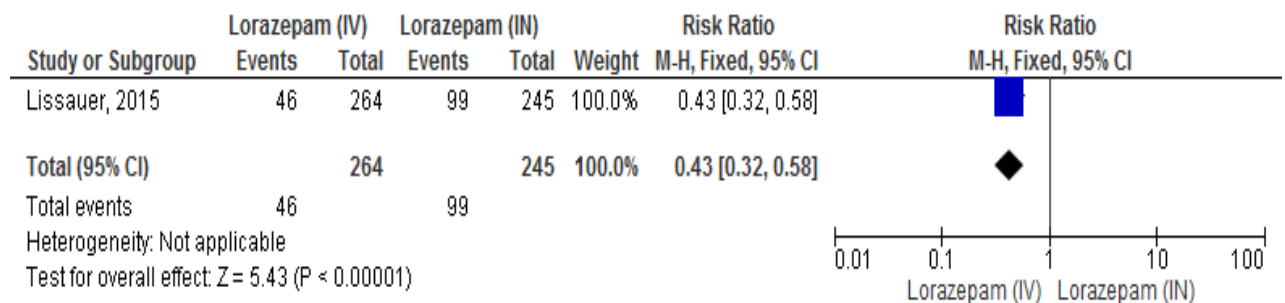 Lorazepam (IV) Lorazepam (IN) Risk Ratio Risk Ratio
Study or Subgroup Events Total Events Total Weight M-H, Fixed, 95% CI M-H, Fixed, 95% CI
Lissauer, 2015 46 264 99 245 100.0% 0.43 [0.32, 0.58]
Total (95% CI) 264 245 100.0% 0.43 [0.32, 0.58]
Total events 46 99
Heterogeneity: Not applicable
Test for overall effect: Z = 5.43 (P < 0.00001)
0.01 0.1 1 10 100
Lorazepam (IV) Lorazepam (IN)